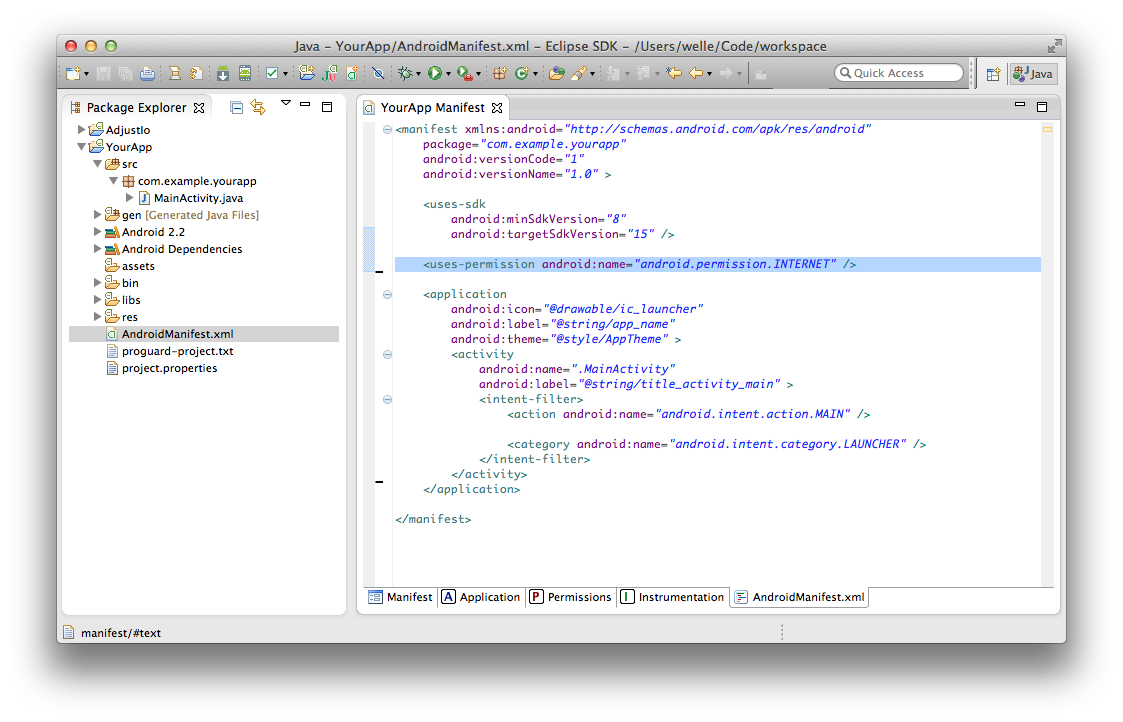 Java – YourApp/AndroidManifest.xml – Eclipse SDK – /Users/welle/Code/workspace
Quick Access
Java
Package Explorer
AdjustIo
YourApp
src
com.example.yourapp
MainActivity.java
gen [Generated Java Files]
Android 2.2
Android Dependencies
assets
bin
libs
res
AndroidManifest.xml
proguard-project.txt
project.properties
YourApp Manifest
<manifest xmlns:android="http://schemas.android.com/apk/res/android"
package="com.example.yourapp"
android:versionCode="1"
android:versionName="1.0" >
<uses-sdk
android:minSdkVersion="8"
android:targetSdkVersion="15" />
<uses-permission android:name="android.permission.INTERNET" />
<application
android:icon="@drawable/ic_launcher"
android:label="@string/app_name"
android:theme="@style/AppTheme" >
<activity
android:name=".MainActivity"
android:label="@string/title_activity_main" >
<intent-filter>
<action android:name="android.intent.action.MAIN" />
<category android:name="android.intent.category.LAUNCHER" />
</intent-filter>
</activity>
</application>
</manifest>
Manifest
A Application
P Permissions
I Instrumentation
AndroidManifest.xml
manifest/#text